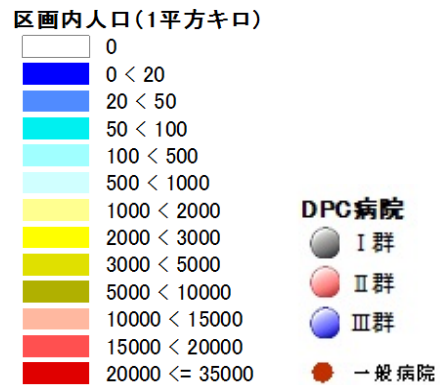 区画内人口(1平方キロ)
0
0 < 20
20 < 50
50 < 100
100 < 500
500 < 1000
1000 < 2000
2000 < 3000
3000 < 5000
5000 < 10000
10000 < 15000
15000 < 20000
20000 <= 35000
DPC病院
Ⅰ群
Ⅱ群
Ⅲ群
一般病院